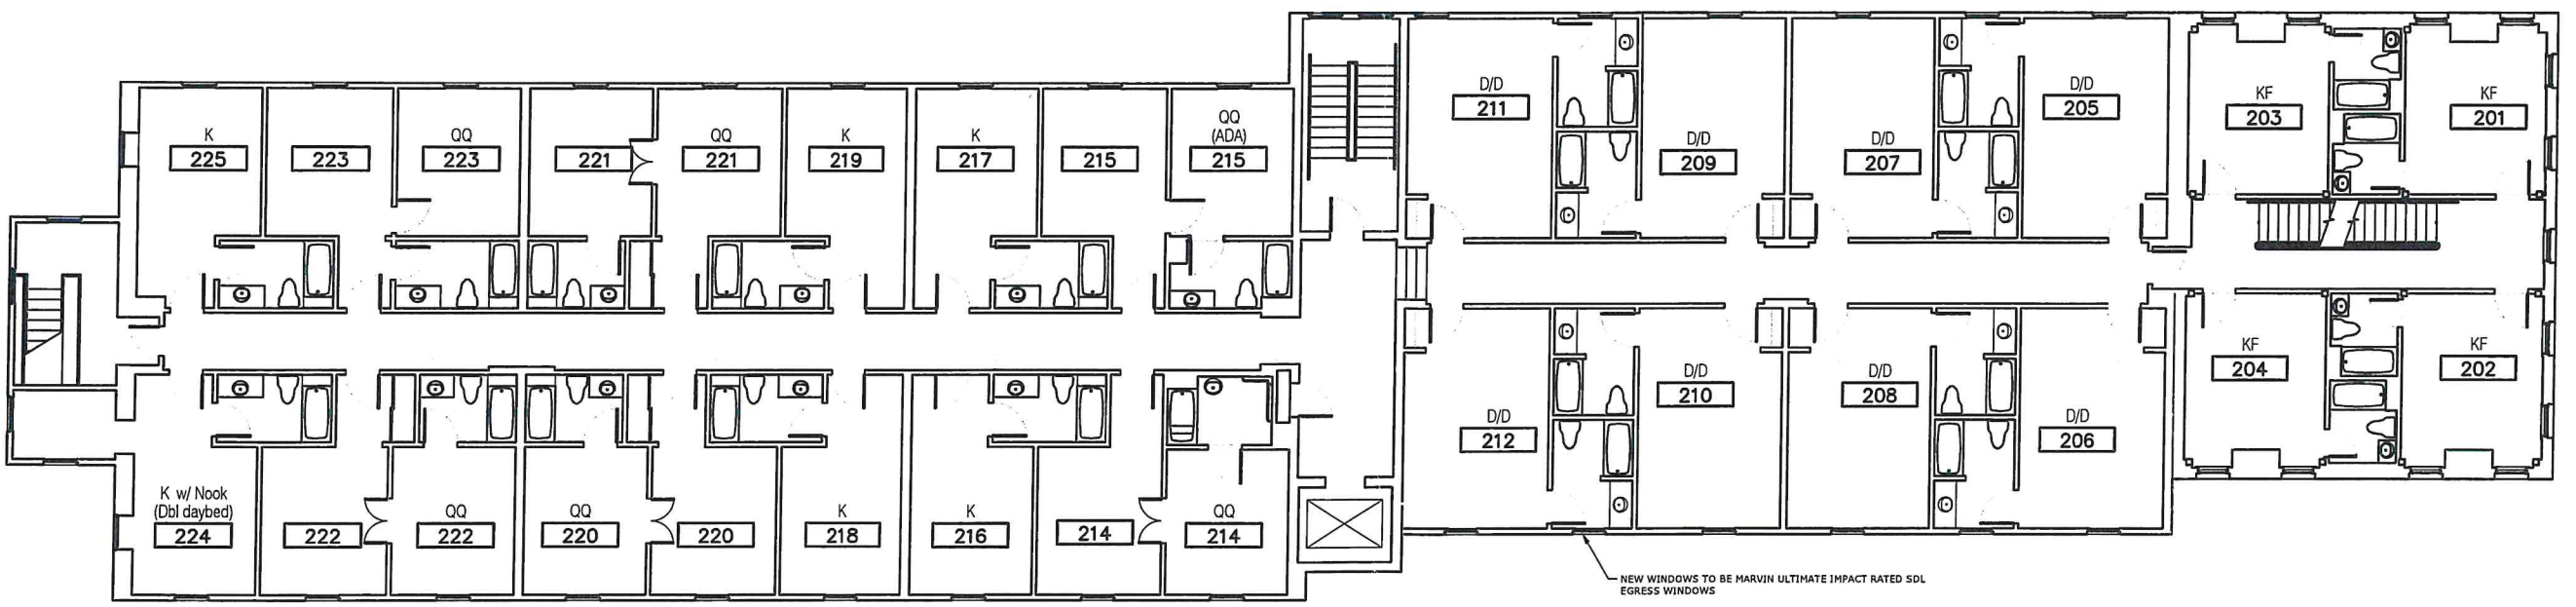 K
225
223
QQ
223
221
QQ
221
K
219
K
217
215
QQ
(ADA)
215
D/D
211
D/D
209
D/D
207
D/D
205
KF
203
KF
201
K w/ Nook
(Dbl daybed)
224
222
QQ
222
QQ
220
220
K
218
K
216
214
QQ
214
D/D
212
D/D
210
D/D
208
D/D
206
KF
204
KF
202
NEW WINDOWS TO BE MARVIN ULTIMATE IMPACT RATED SDL
EGRESS WINDOWS